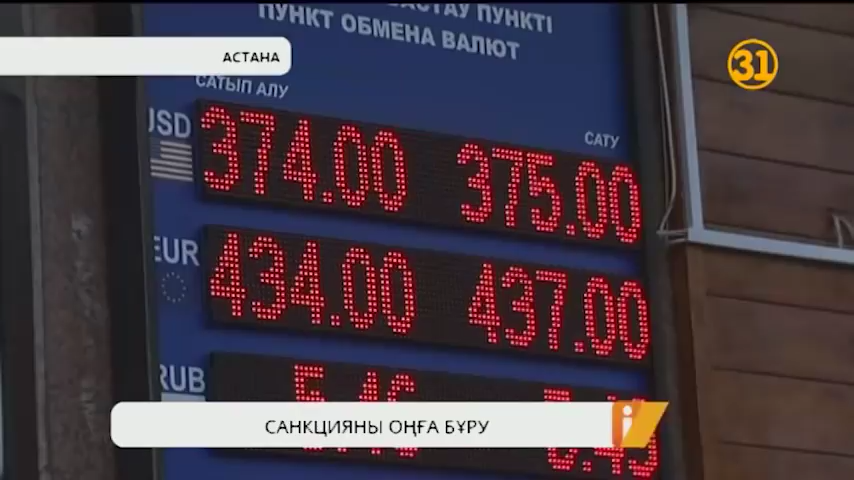 АСТАНА
ПУНКТІ
ПУНКТ ОБМЕНА ВАЛЮТ
31
САТЫП АЛУ
САТУ
USD 374.00 375.00
EUR 434.00 437.00
RUB
САНКЦИЯНЫ ОҢҒА БҰРУ